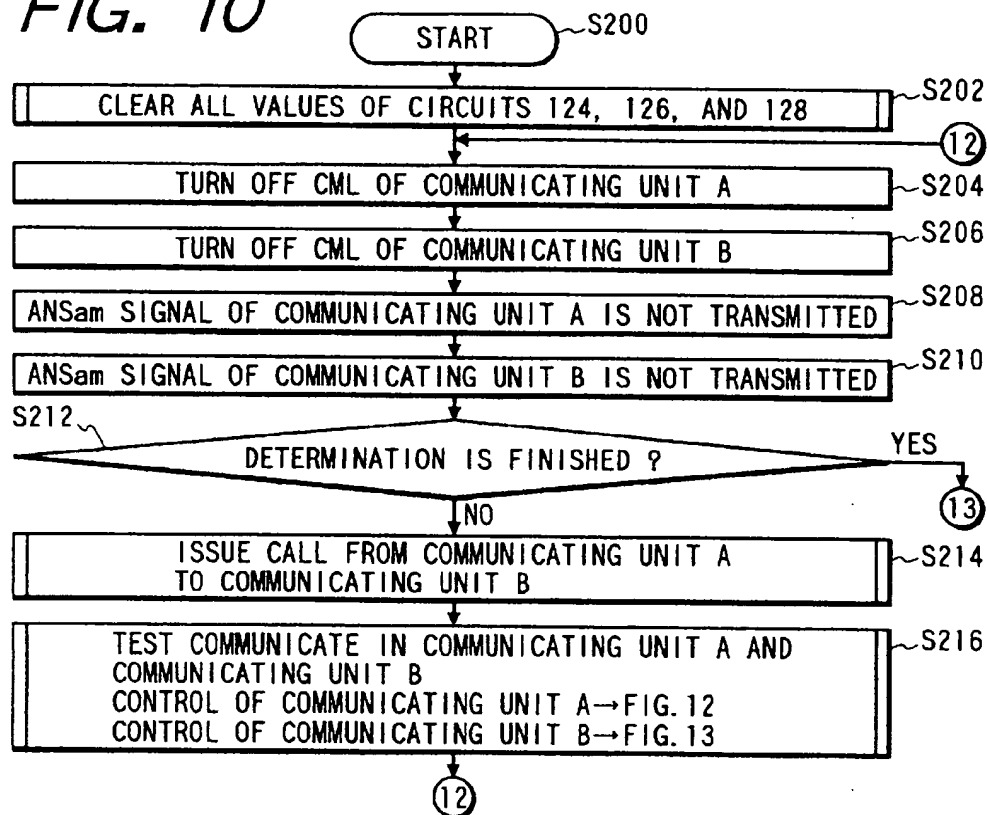 FIG. 10
START
S200
CLEAR ALL VALUES OF CIRCUITS 124, 126, AND 128
S202
12
TURN OFF CML OF COMMUNICATING UNIT A
S204
TURN OFF CML OF COMMUNICATING UNIT B
S206
ANSam SIGNAL OF COMMUNICATING UNIT A IS NOT TRANSMITTED
S208
ANSam SIGNAL OF COMMUNICATING UNIT B IS NOT TRANSMITTED
S210
S212
DETERMINATION IS FINISHED ?
YES
13
NO
ISSUE CALL FROM COMMUNICATING UNIT A
TO COMMUNICATING UNIT B
S214
TEST COMMUNICATE IN COMMUNICATING UNIT A AND
COMMUNICATING UNIT B
CONTROL OF COMMUNICATING UNIT A→FIG. 12
CONTROL OF COMMUNICATING UNIT B→FIG. 13
S216
12